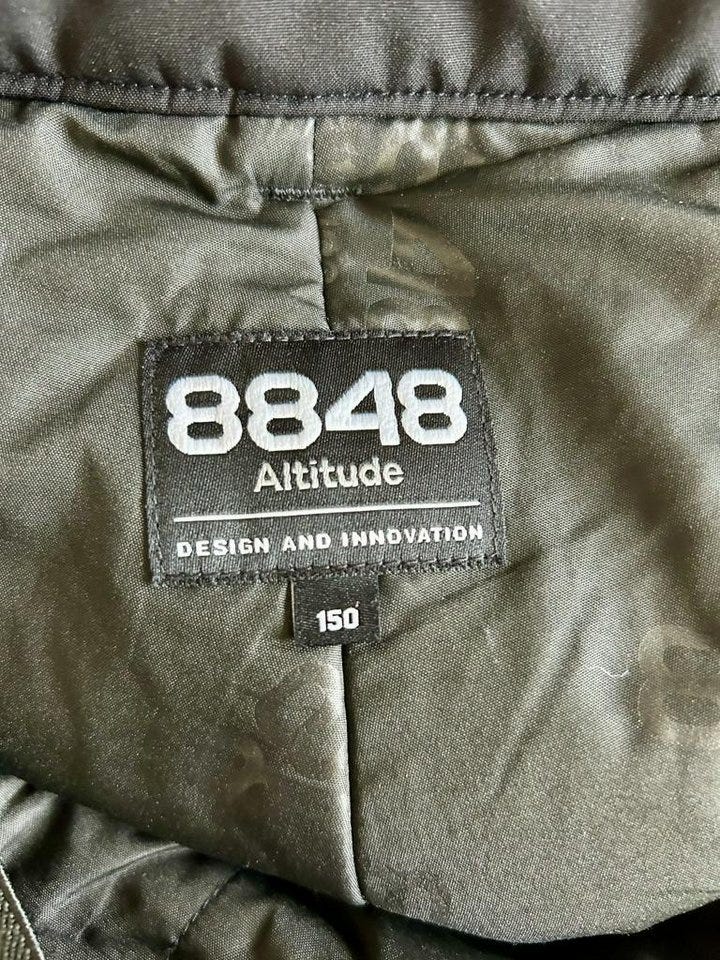 8848
Altitude
DESIGN AND INNOVATION
150